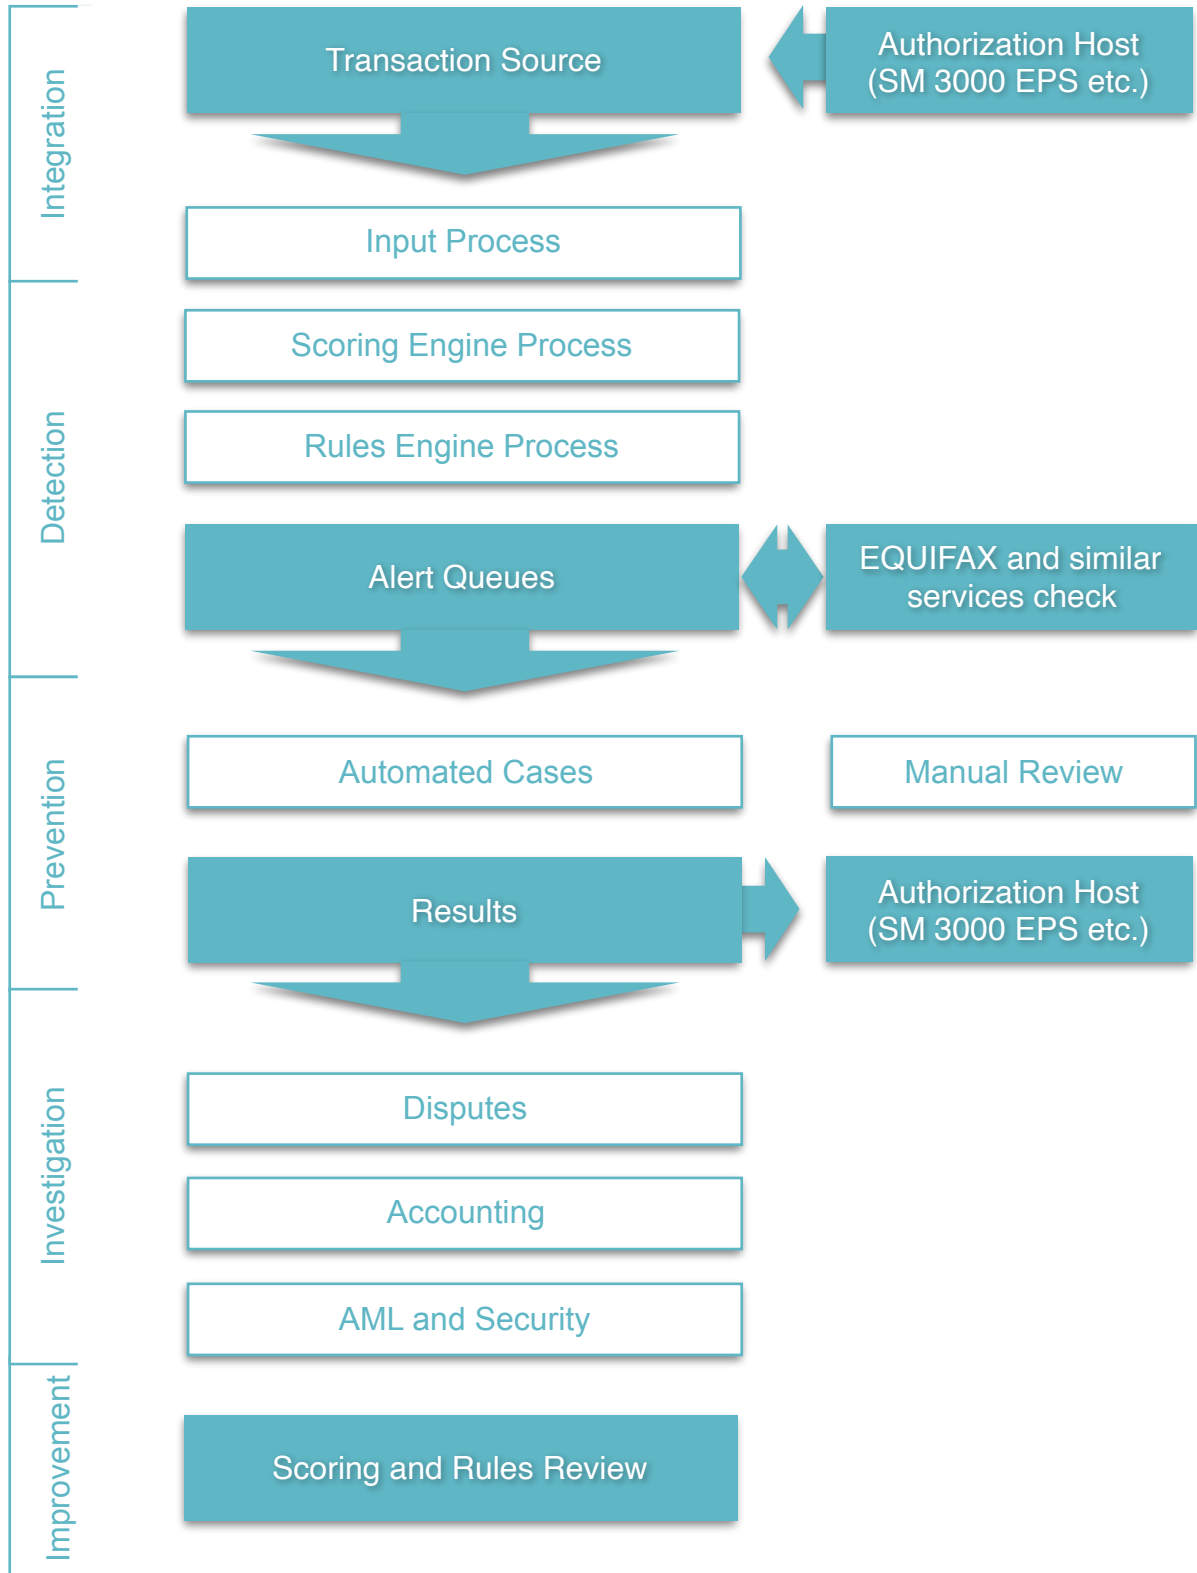 Integration
Transaction Source
Authorization Host
(SM 3000 EPS etc.)
Input Process
Detection
Scoring Engine Process
Rules Engine Process
Alert Queues
EQUIFAX and similar
services check
Prevention
Automated Cases
Manual Review
Results
Authorization Host
(SM 3000 EPS etc.)
Investigation
Disputes
Accounting
AML and Security
Improvement
Scoring and Rules Review